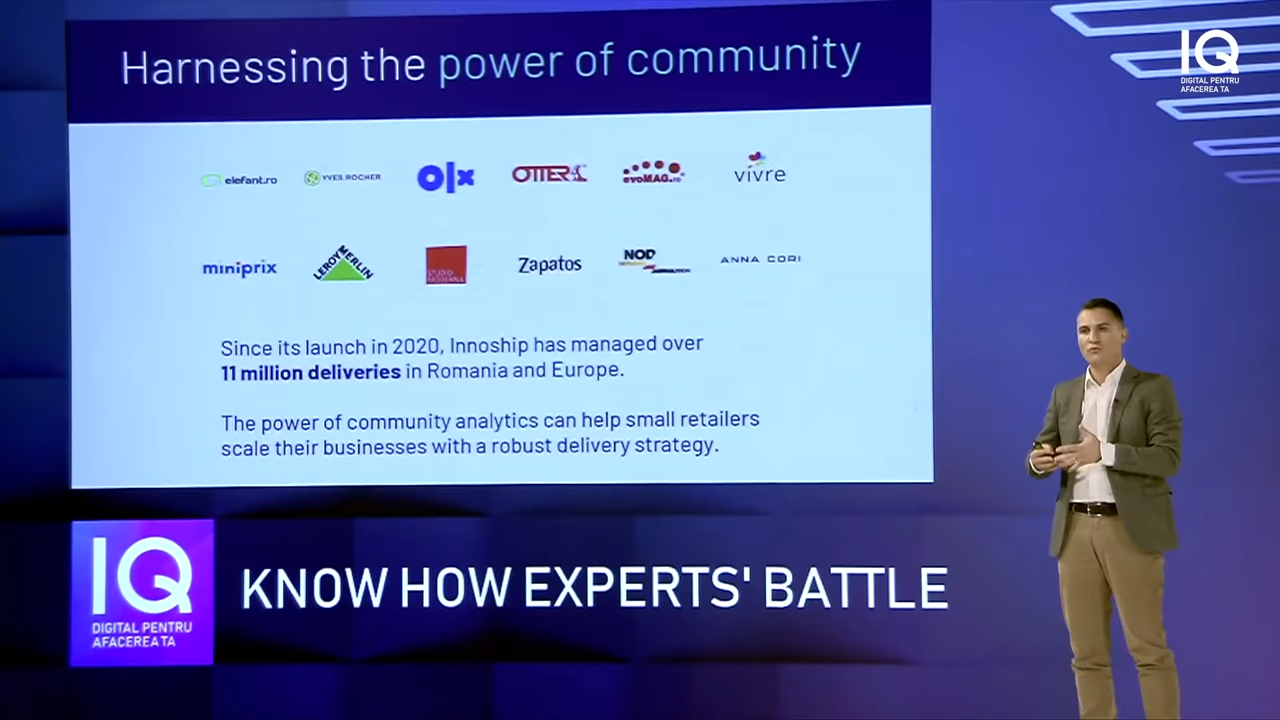 Harnessing the power of community
IQ
DIGITAL PENTRU
AFACEREA TA
elefant.ro
YVES ROCHER
olx
OTTER
evoMAG.ro
vivre
miniprix
LEROY MERLIN
STUDIO
MODERNA
Zapatos
NOD
ANNA CORI
Since its launch in 2020, Innoship has managed over
11 million deliveries in Romania and Europe.
The power of community analytics can help small retailers
scale their businesses with a robust delivery strategy.
IQ
DIGITAL PENTRU
AFACEREA TA
KNOW HOW EXPERTS' BATTLE